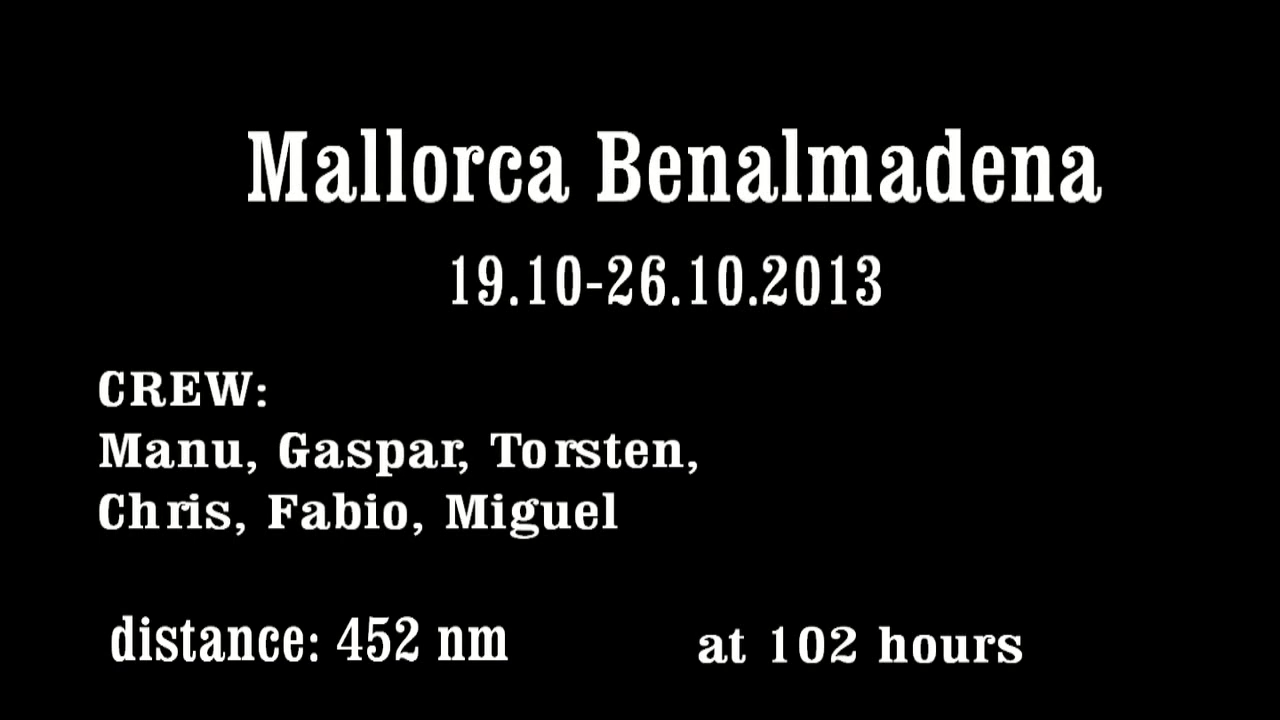 Mallorca Benalmadena
19.10-26.10.2013
CREW:
Manu, Gaspar, Torsten,
Chris, Fabio, Miguel
distance: 452 nm at 102 hours